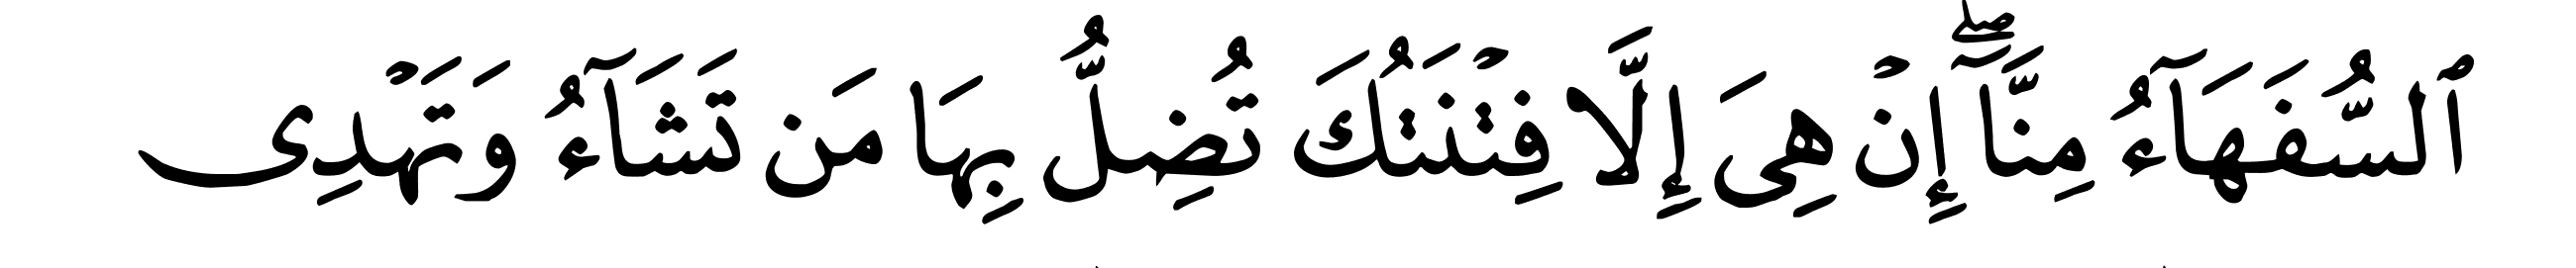 ٱلسُّفَهَآءُ مِنَّآۖ إِنۡ هِيَ إِلَّا فِتۡنَتُكَ تُضِلُّ بِهَا مَن تَشَآءُ وَتَهۡدِي